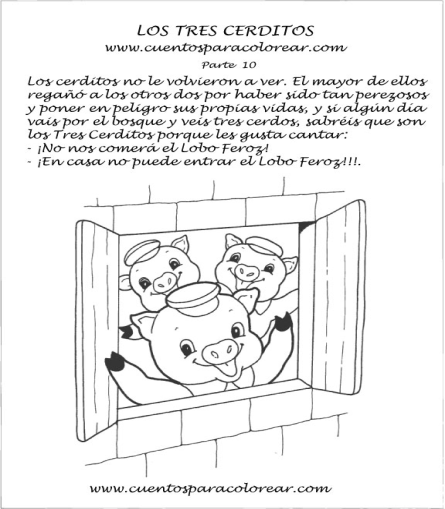 LOS TRES CERDITOS
www.cuentosparacolorear.com
Parte 10
Los cerditos no le volvieron a ver. El mayor de ellos
regañó a los otros dos por haber sido tan perezosos
y poner en peligro sus propias vidas, y si algún día
vais por el bosque y veis tres cerdos, sabréis que son
los Tres Cerditos porque les gusta cantar:
- ¡No nos comerá el Lobo Feroz!
- ¡En casa no puede entrar el Lobo Feroz!!!.
www.cuentosparacolorear.com